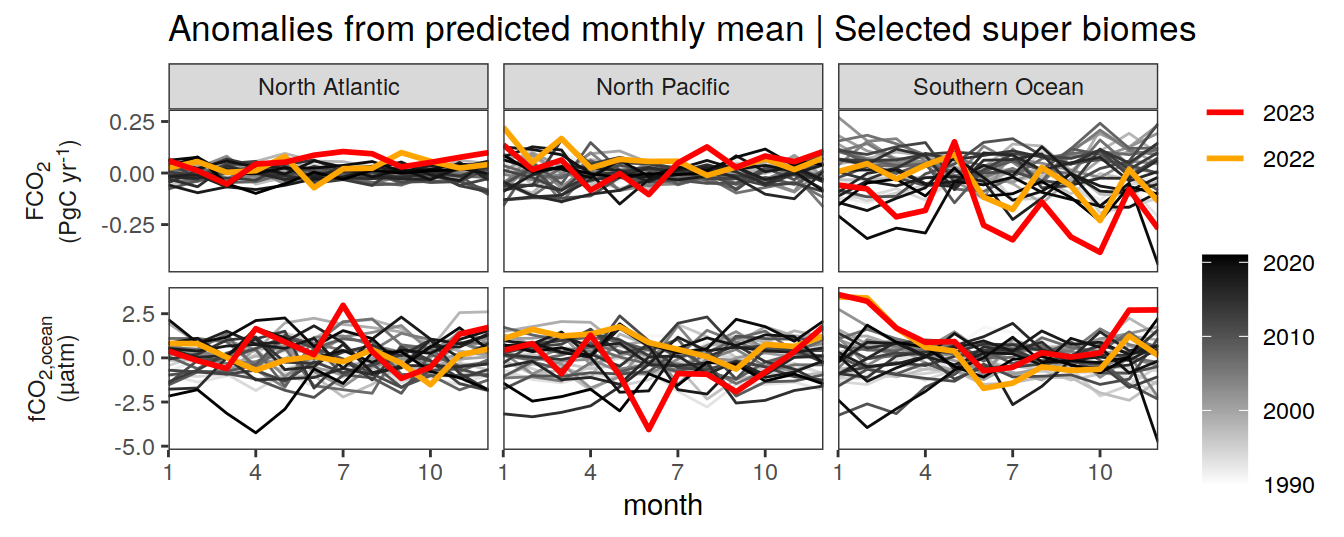 Anomalies from predicted monthly mean | Selected super biomes
North Atlantic
North Pacific
Southern Ocean
FCO₂
(PgC yr⁻¹)
0.25
0.00
-0.25
fCO₂,ocean
(µatm)
2.5
0.0
-2.5
-5.0
1 4 7 10
1 4 7 10
1 4 7 10
month
2023
2022
2020
2010
2000
1990